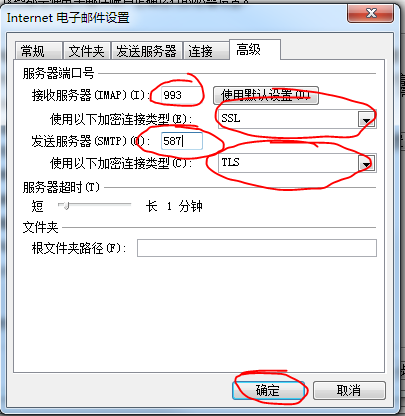 Internet 电子邮件设置
常规 文件夹 发送服务器 连接 高级
服务器端口号
接收服务器(IMAP)(I): 993 使用默认设置(D)
使用以下加密连接类型(E): SSL
发送服务器(SMTP)(O): 587
使用以下加密连接类型(C): TLS
服务器超时(T)
短 长 1 分钟
文件夹
根文件夹路径(F):
确定 取消